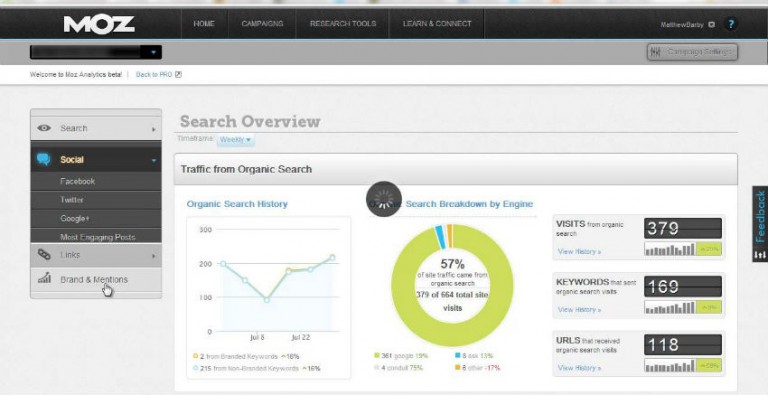 MOZ
HOME CAMPAIGNS RESEARCH TOOLS LEARN & CONNECT
MatthewBarby ?
Campaign Settings
Welcome to Moz Analytics beta! | Back to PRO
Search
Social
Facebook
Twitter
Google+
Most Engaging Posts
Links
Brand & Mentions
Search Overview
Timeframe: Weekly
Traffic from Organic Search
Organic Search History
300
200
100
0
Jul 8 Jul 22
2 from Branded Keywords 16%
215 from Non-Branded Keywords 16%
Search Breakdown by Engine
57%
of site traffic came from
organic search
379 of 664 total site
visits
361 google 19%
8 13%
4 conduit 75%
6 other -17%
VISITS from organic
search
379
View History »
KEYWORDS that sent
organic search visits
169
View History »
URLS that received
organic search visits
118
View History »
Feedback